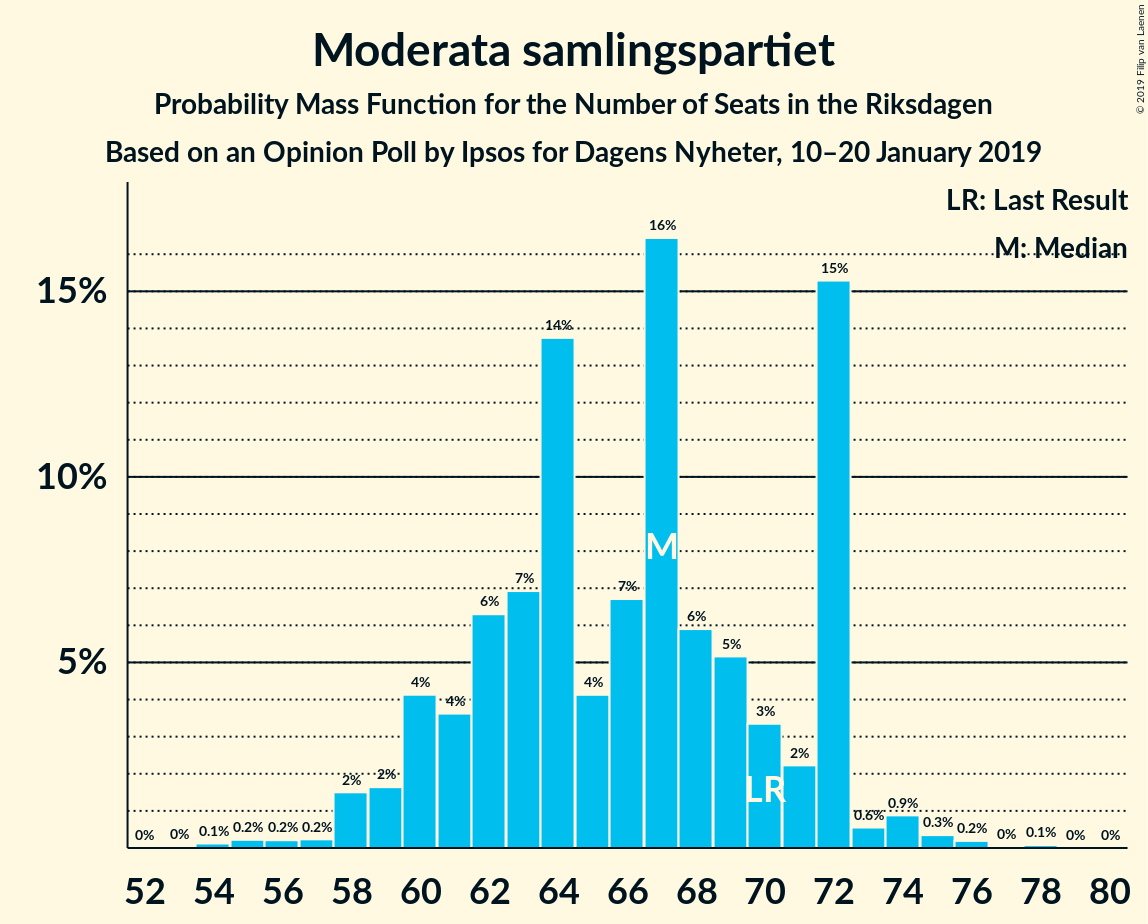 Moderata samlingspartiet
Probability Mass Function for the Number of Seats in the Riksdagen
Based on an Opinion Poll by Ipsos for Dagens Nyheter, 10–20 January 2019
© 2019 Filip van Laenen
LR: Last Result
M: Median
15%
10%
5%
0% 0% 0.1% 0.2% 0.2% 0.2% 2% 2% 4% 4% 6% 7% 14% 4% 7% 16% 6% 5% 3% 2% 15% 0.6% 0.9% 0.3% 0.2% 0% 0.1% 0% 0%
M
LR
52 54 56 58 60 62 64 66 68 70 72 74 76 78 80